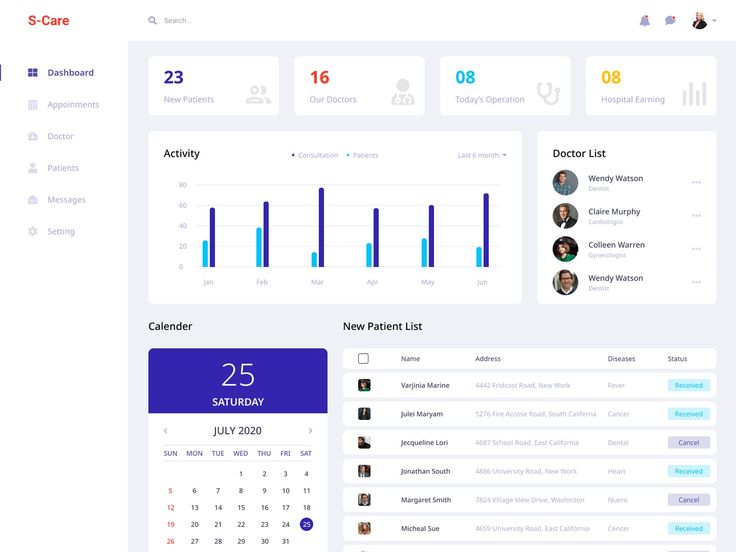 S-Care
Search...
Dashboard
Appoinments
Doctor
Patients
Messages
Setting
23
New Patients
16
Our Doctors
08
Today's Operation
08
Hospital Earning
Activity
Consultation Patients
Last 6 month
80
60
40
20
0
Jan Feb Mar Apr May Jun
Doctor List
Wendy Watson
Dentist
Claire Murphy
Cardiologist
Colleen Warren
Gynecologist
Wendy Watson
Dentist
Calender
25
SATURDAY
JULY 2020
SUN MON TUE WED THU FRI SAT
1 2 3 4
5 6 7 8 9 10 11
12 13 14 15 16 17 18
19 20 21 22 23 24 25
26 27 28 29 30 31
New Patient List
Name Address Diseases Status
Varjinia Marine 4442 Fridcost Road, New Work Fever Received
Julei Maryam 5276 Fire Accose Road, South Californa Cancer Received
Jecqueline Lori 4687 School Road, East California Dental Cancel
Jonathan South 4886 University Road, New Work Heart Received
Margaret Smith 7824 Village View Drive, Washinton Nuero Cancel
Micheal Sue 4659 University Road, East California Cencer Received